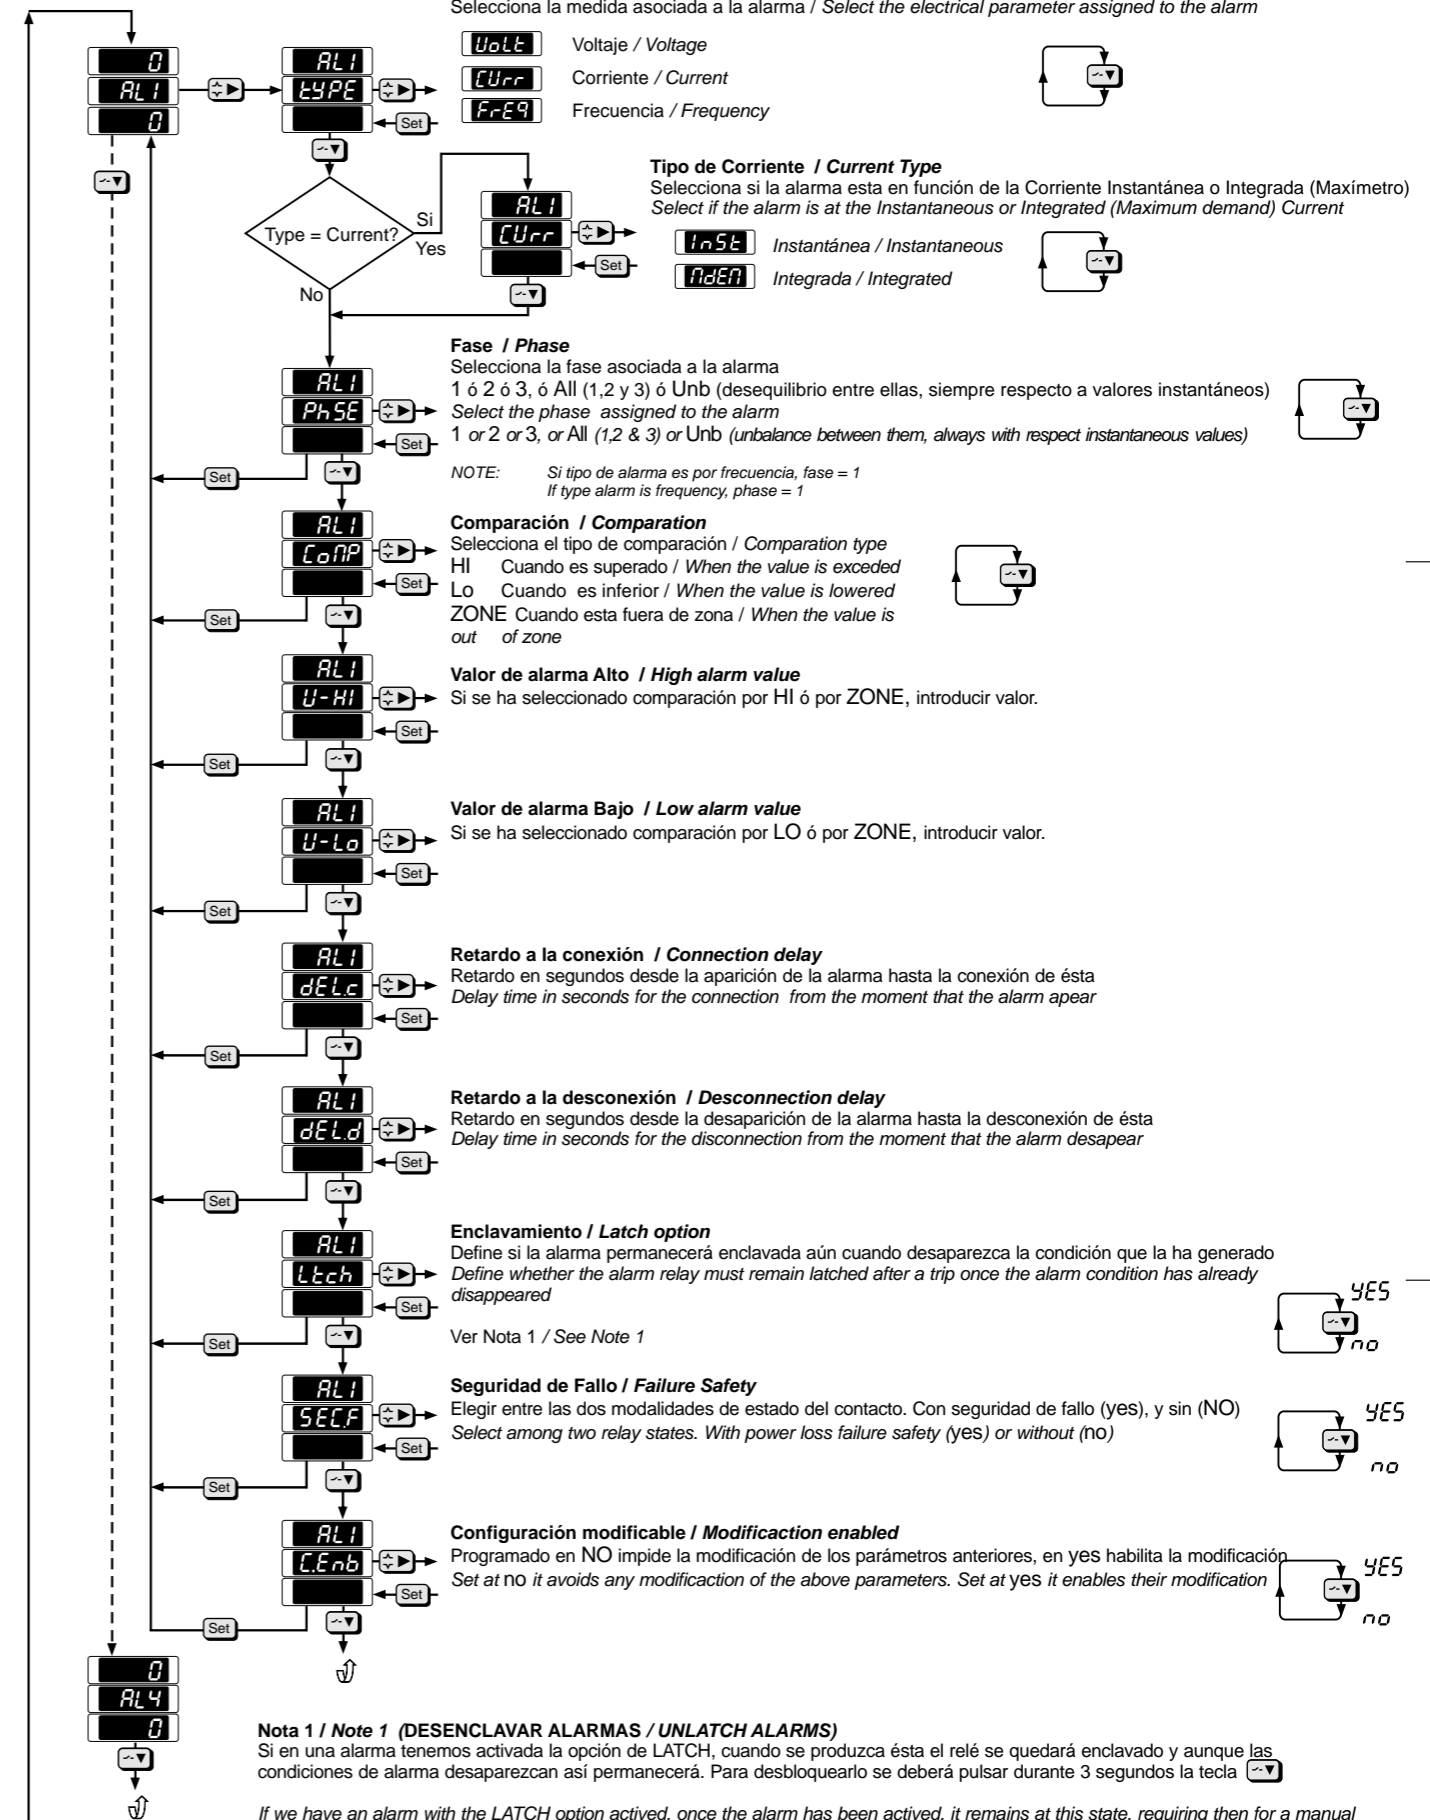 Selecciona la medida asociada a la alarma / Select the electrical parameter assigned to the alarm
0
AL1
0
AL1
tYPE
Set
VoLt Voltaje / Voltage
CUrr Corriente / Current
FrEq Frecuencia / Frequency
Type = Current?
Si
Yes
No
AL1
CUrr
Set
Tipo de Corriente / Current Type
Selecciona si la alarma esta en función de la Corriente Instantánea o Integrada (Maxímetro)
Select if the alarm is at the Instantaneous or Integrated (Maximum demand) Current
InSt Instantánea / Instantaneous
MdEM Integrada / Integrated
AL1
PhSE
Set
Set
Fase / Phase
Selecciona la fase asociada a la alarma
1 ó 2 ó 3, ó All (1,2 y 3) ó Unb (desequilibrio entre ellas, siempre respecto a valores instantáneos)
Select the phase assigned to the alarm
1 or 2 or 3, or All (1,2 & 3) or Unb (unbalance between them, always with respect instantaneous values)
NOTE: Si tipo de alarma es por frecuencia, fase = 1
If type alarm is frequency, phase = 1
AL1
CoMP
Set
Set
Comparación / Comparation
Selecciona el tipo de comparación / Comparation type
HI Cuando es superado / When the value is exceded
Lo Cuando es inferior / When the value is lowered
ZONE Cuando esta fuera de zona / When the value is
out of zone
AL1
U-HI
Set
Set
Valor de alarma Alto / High alarm value
Si se ha seleccionado comparación por HI ó por ZONE, introducir valor.
AL1
U-Lo
Set
Set
Valor de alarma Bajo / Low alarm value
Si se ha seleccionado comparación por LO ó por ZONE, introducir valor.
AL1
dEL.c
Set
Set
Retardo a la conexión / Connection delay
Retardo en segundos desde la aparición de la alarma hasta la conexión de ésta
Delay time in seconds for the connection from the moment that the alarm apear
AL1
dEL.d
Set
Set
Retardo a la desconexión / Desconnection delay
Retardo en segundos desde la desaparición de la alarma hasta la desconexión de ésta
Delay time in seconds for the disconnection from the moment that the alarm desapear
AL1
Ltch
Set
Set
Enclavamiento / Latch option
Define si la alarma permanecerá enclavada aún cuando desaparezca la condición que la ha generado
Define whether the alarm relay must remain latched after a trip once the alarm condition has already
disappeared
Ver Nota 1 / See Note 1
YES
no
AL1
SEC.F
Set
Set
Seguridad de Fallo / Failure Safety
Elegir entre las dos modalidades de estado del contacto. Con seguridad de fallo (yes), y sin (NO)
Select among two relay states. With power loss failure safety (yes) or without (no)
YES
no
AL1
C.Enb
Set
Set
Configuración modificable / Modificaction enabled
Programado en NO impide la modificación de los parámetros anteriores, en yes habilita la modificación
Set at no it avoids any modificaction of the above parameters. Set at yes it enables their modification
YES
no
0
AL4
0
Nota 1 / Note 1 (DESENCLAVAR ALARMAS / UNLATCH ALARMS)
Si en una alarma tenemos activada la opción de LATCH, cuando se produzca ésta el relé se quedará enclavado y aunque las
condiciones de alarma desaparezcan así permanecerá. Para desbloquearlo se deberá pulsar durante 3 segundos la tecla
If we have an alarm with the LATCH option actived, once the alarm has been actived, it remains at this state, requiring then for a manual